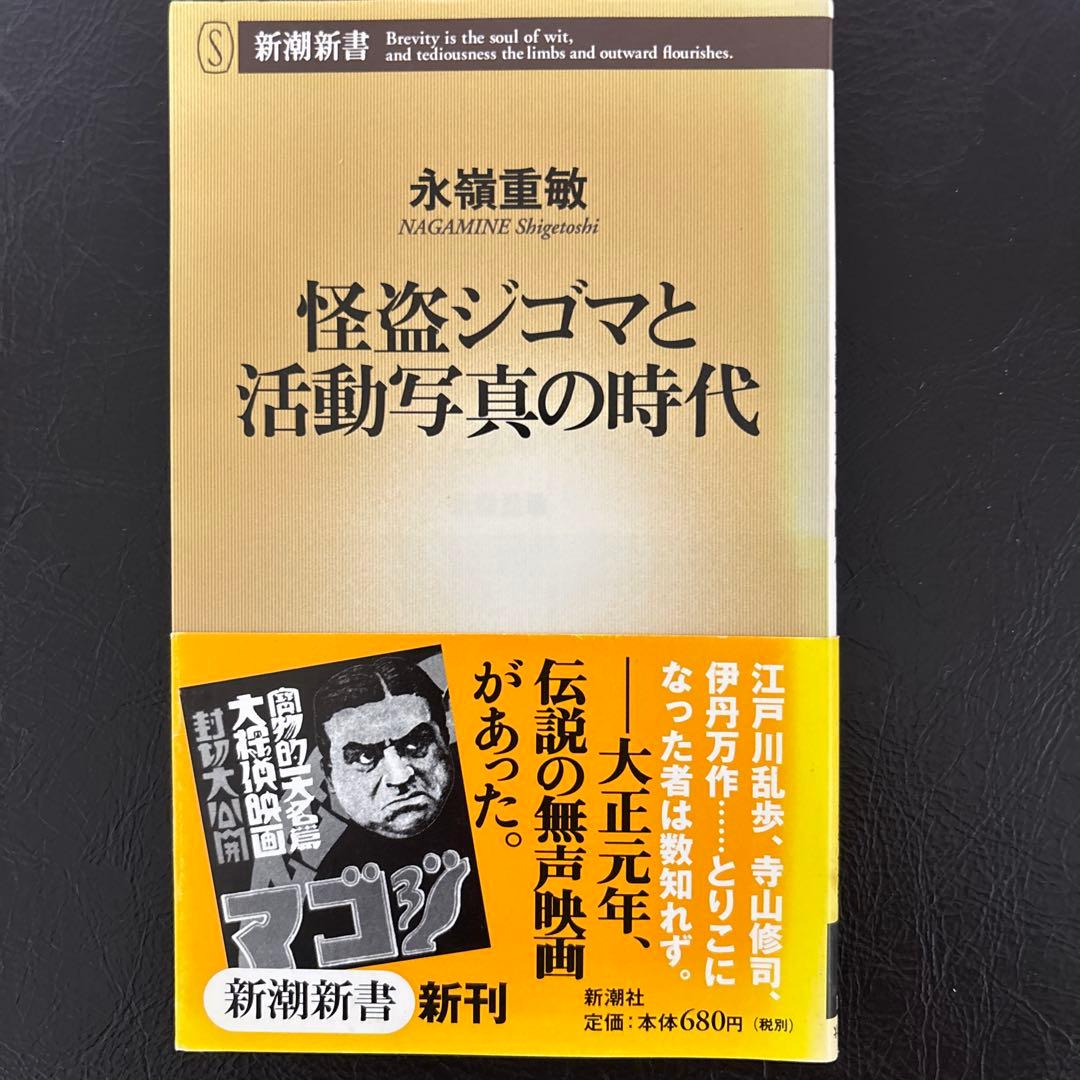 S
新潮新書
Brevity is the soul of wit,
and tediousness the limbs and outward flourishes.
永嶺重敏
NAGAMINE Shigetoshi
怪盗ジゴマと
活動写真の時代
江戸川乱歩、寺山修司、
伊丹万作……とりこに
なった者は数知れず。
――大正元年、
伝説の無声映画
があった。
大探偵映画
封切大公開
マゴジ
新潮新書
新刊
新潮社
定価：本体680円（税別）